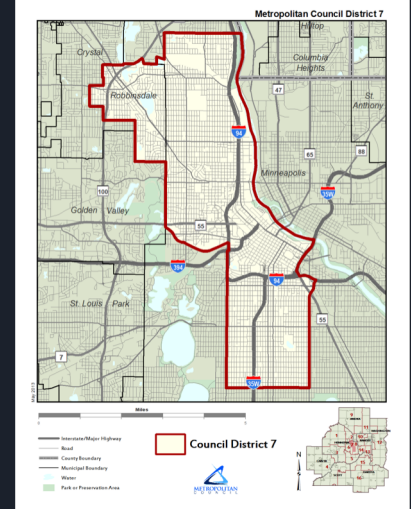 Metropolitan Council District 7
Hilltop
Crystal
Columbia
Heights
47
Robbinsdale
St.
Anthony
94
65
88
Minneapolis
100
35W
Golden Valley
55
394
94
St. Louis Park
55
7
35W
May 2013
Miles
Interstate/Major Highway
Road
County Boundary
Municipal Boundary
Water
Park or Preservation Area
Council District 7
METROPOLITAN
COUNCIL
N